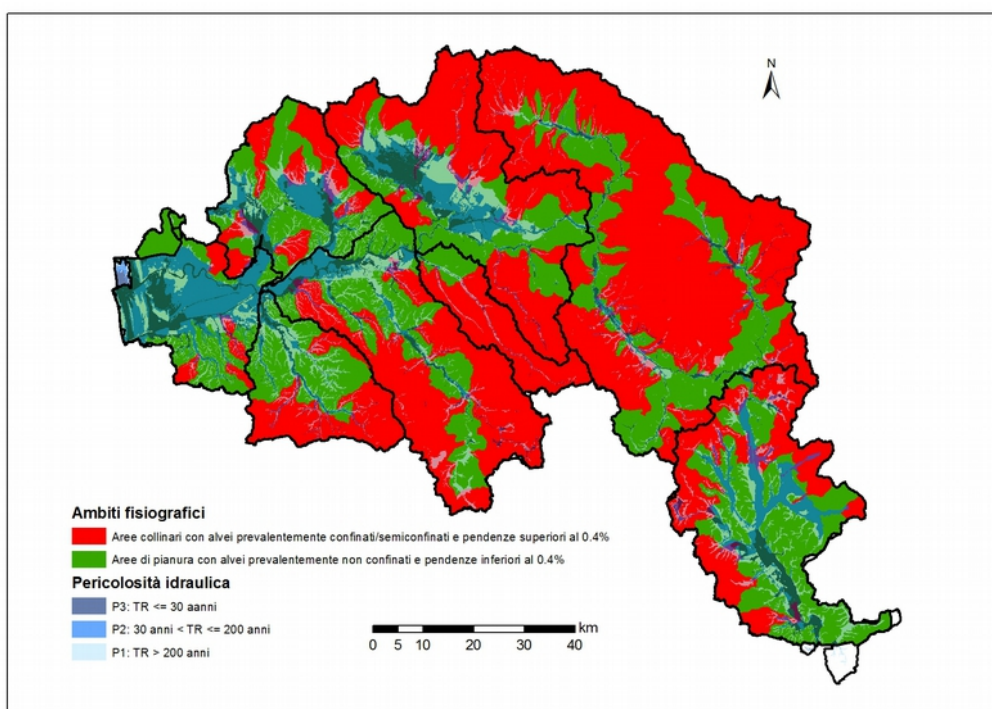 N
Ambiti fisiografici
Aree collinari con alvei prevalentemente confinati/semiconfinati e pendenze superiori al 0.4%
Aree di pianura con alvei prevalentemente non confinati e pendenze inferiori al 0.4%
Pericolosità idraulica
P3: TR <= 30 aanni
P2: 30 anni < TR <= 200 anni
P1: TR > 200 anni
km
0 5 10 20 30 40